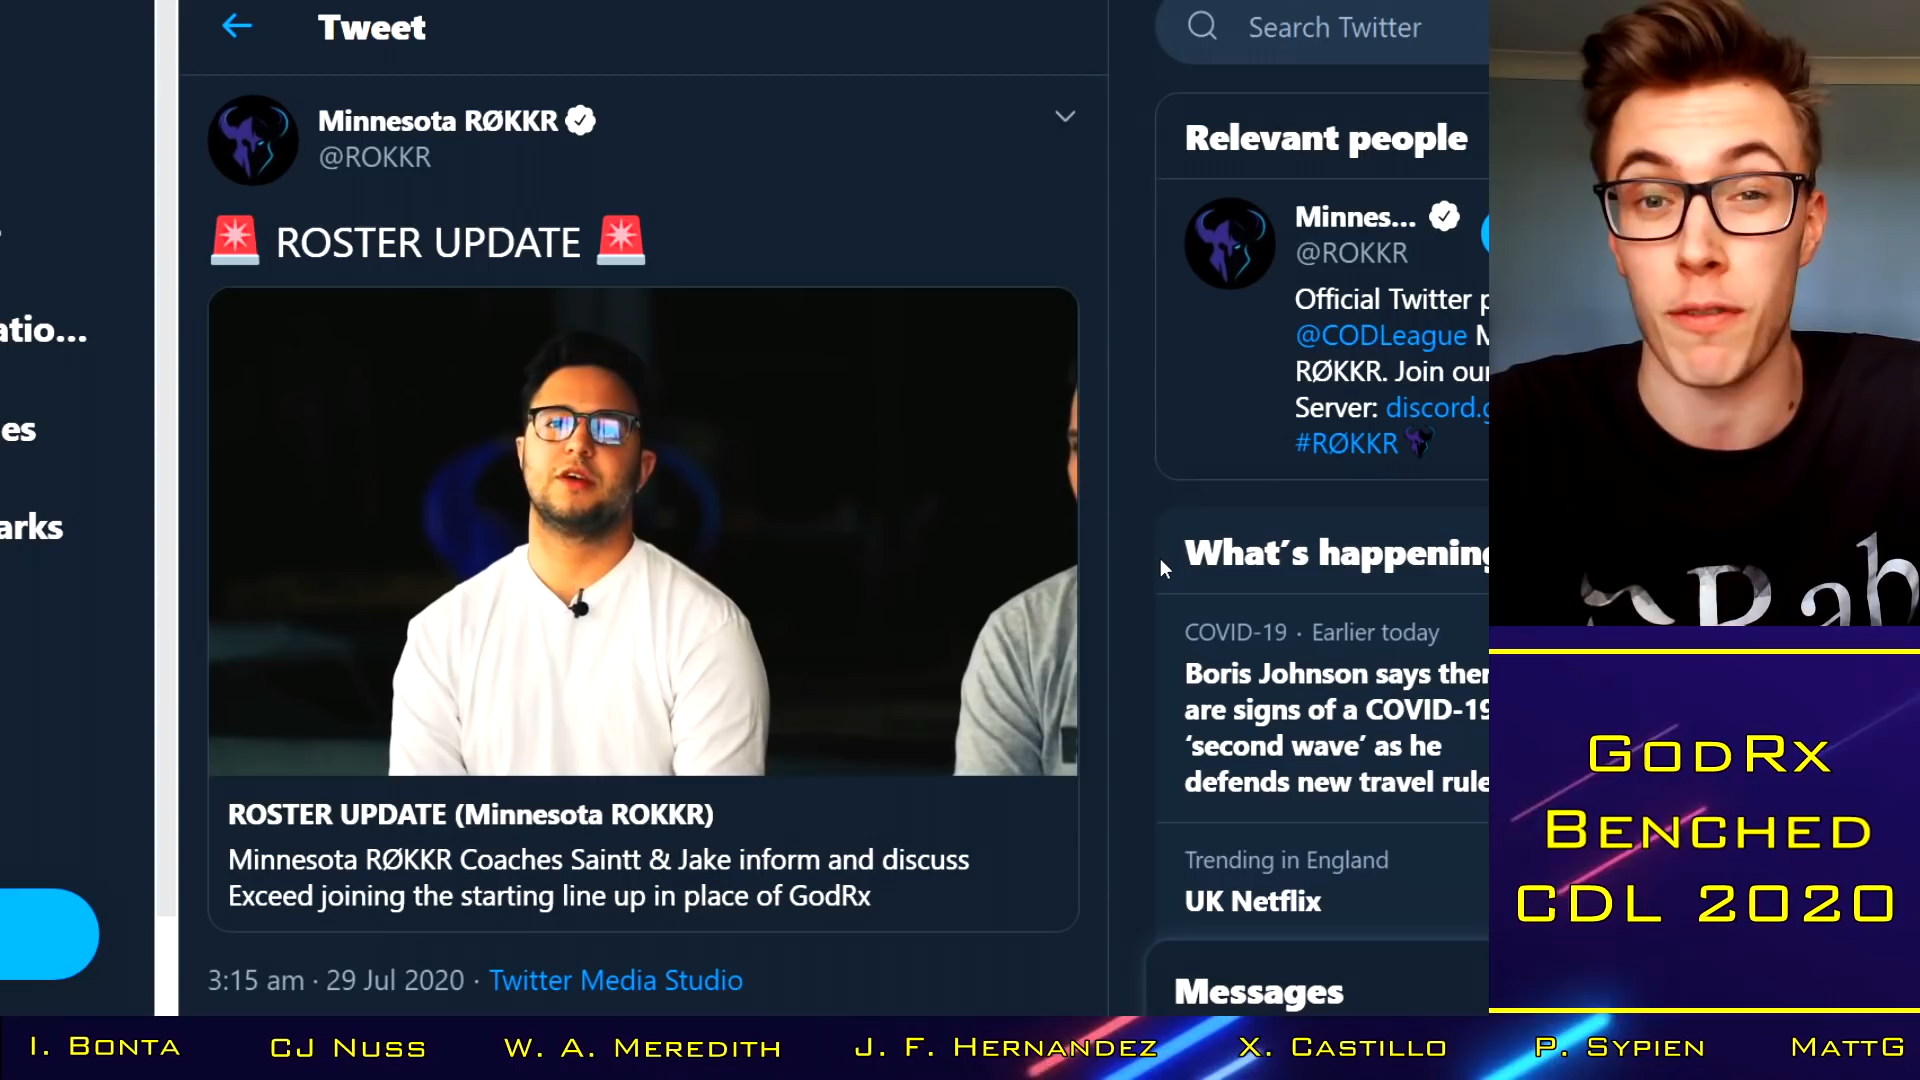 Tweet
Minnesota RØKKR
@ROKKR
ROSTER UPDATE
ROSTER UPDATE (Minnesota ROKKR)
Minnesota RØKKR Coaches Saintt & Jake inform and discuss
Exceed joining the starting line up in place of GodRx
3:15 am · 29 Jul 2020 · Twitter Media Studio
atio...
es
arks
Search Twitter
Relevant people
Minnes...
@ROKKR
Official Twitter p
@CODLeague M
RØKKR. Join our
Server: discord.g
#RØKKR
What's happening
COVID-19 · Earlier today
Boris Johnson says ther
are signs of a COVID-19
‘second wave’ as he
defends new travel rule
Trending in England
UK Netflix
Messages
Rab
GODRX
BENCHED
CDL 2020
I. BONTA CJ NUSS W. A. MEREDITH J. F. HERNANDEZ X. CASTILLO P. SYPIEN MATTG